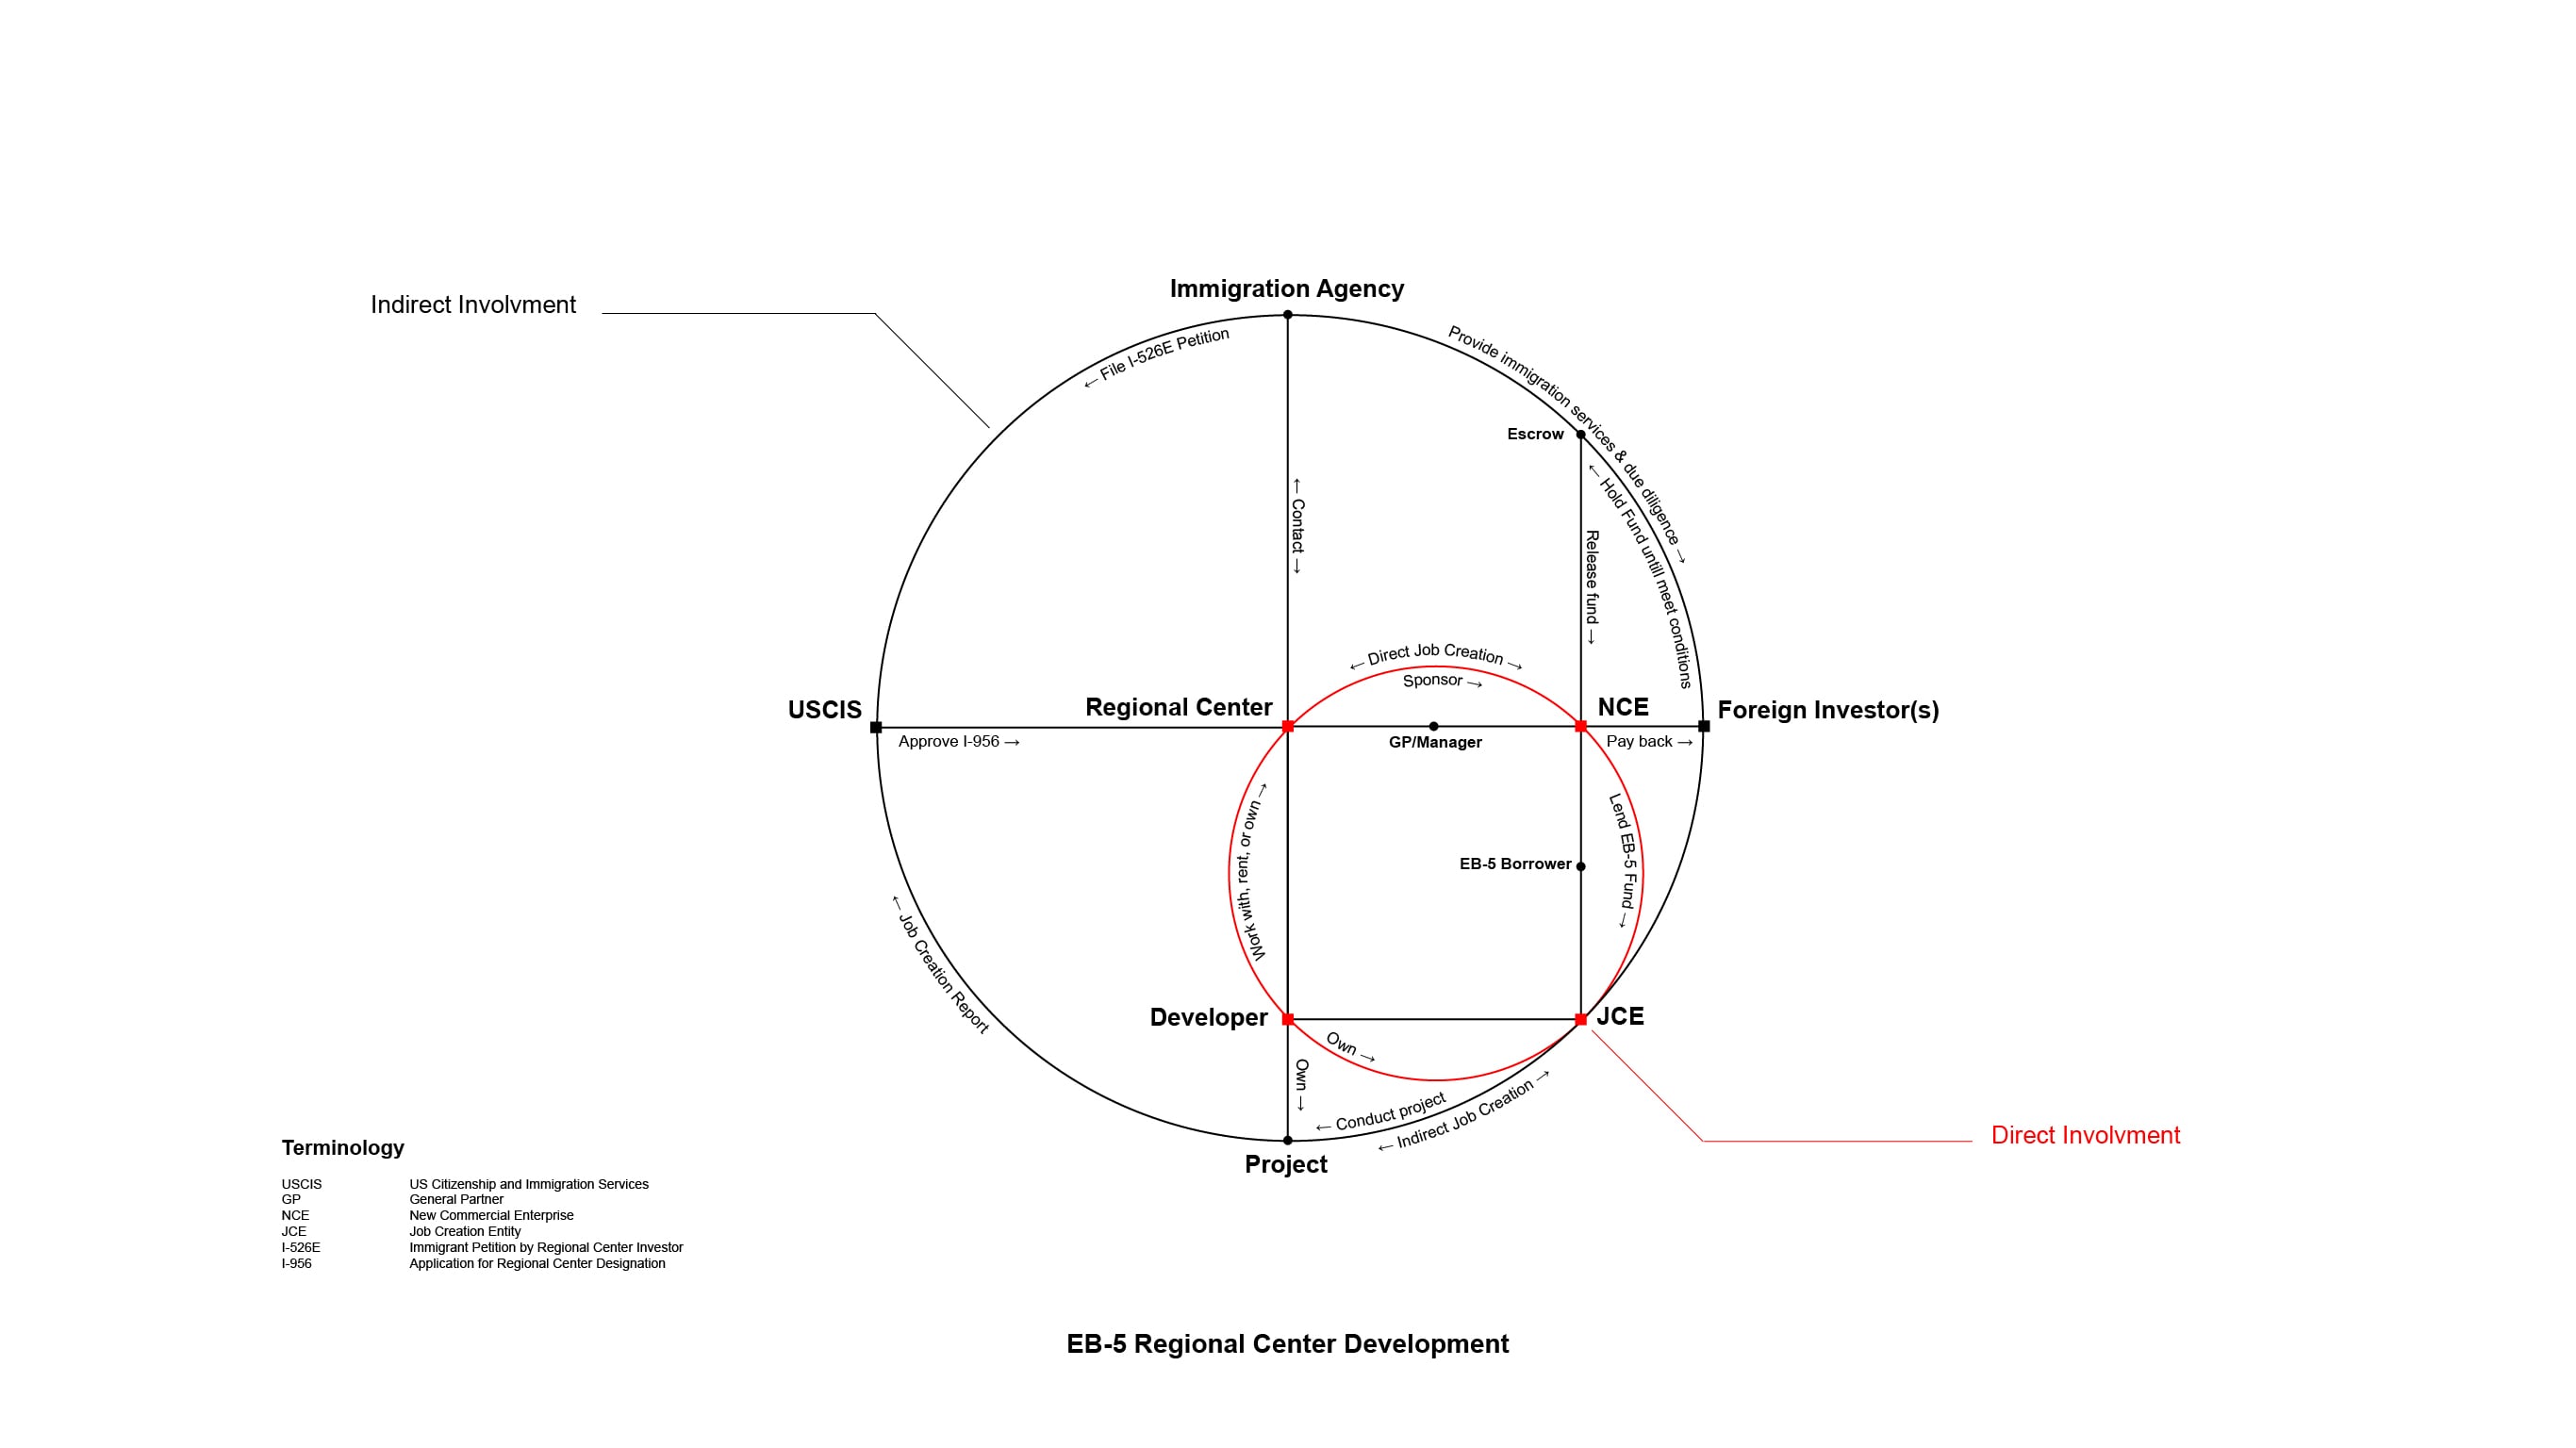 Immigration Agency
Indirect Involvment
← File I-526E Petition
Provide immigration services & due diligence →
Escrow
← Hold Fund untill meet conditions
← Contact →
Release fund →
← Direct Job Creation →
Sponsor →
USCIS
Regional Center
NCE
Foreign Investor(s)
Approve I-956 →
GP/Manager
Pay back →
Work with, rent, or own →
Lend EB-5 Fund →
EB-5 Borrower
← Job Creation Report
Developer
JCE
Own →
Own →
← Conduct project
← Indirect Job Creation →
Direct Involvment
Project
Terminology
USCIS US Citizenship and Immigration Services
GP General Partner
NCE New Commercial Enterprise
JCE Job Creation Entity
I-526E Immigrant Petition by Regional Center Investor
I-956 Application for Regional Center Designation
EB-5 Regional Center Development